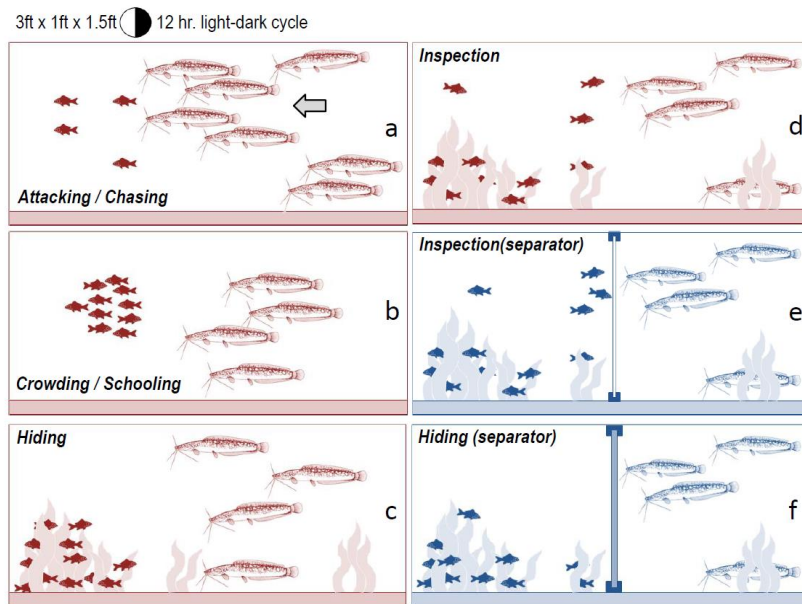 3ft x 1ft x 1.5ft 12 hr. light-dark cycle
a
Attacking / Chasing
Inspection
d
b
Crowding / Schooling
Inspection(separator)
e
Hiding
c
Hiding (separator)
f